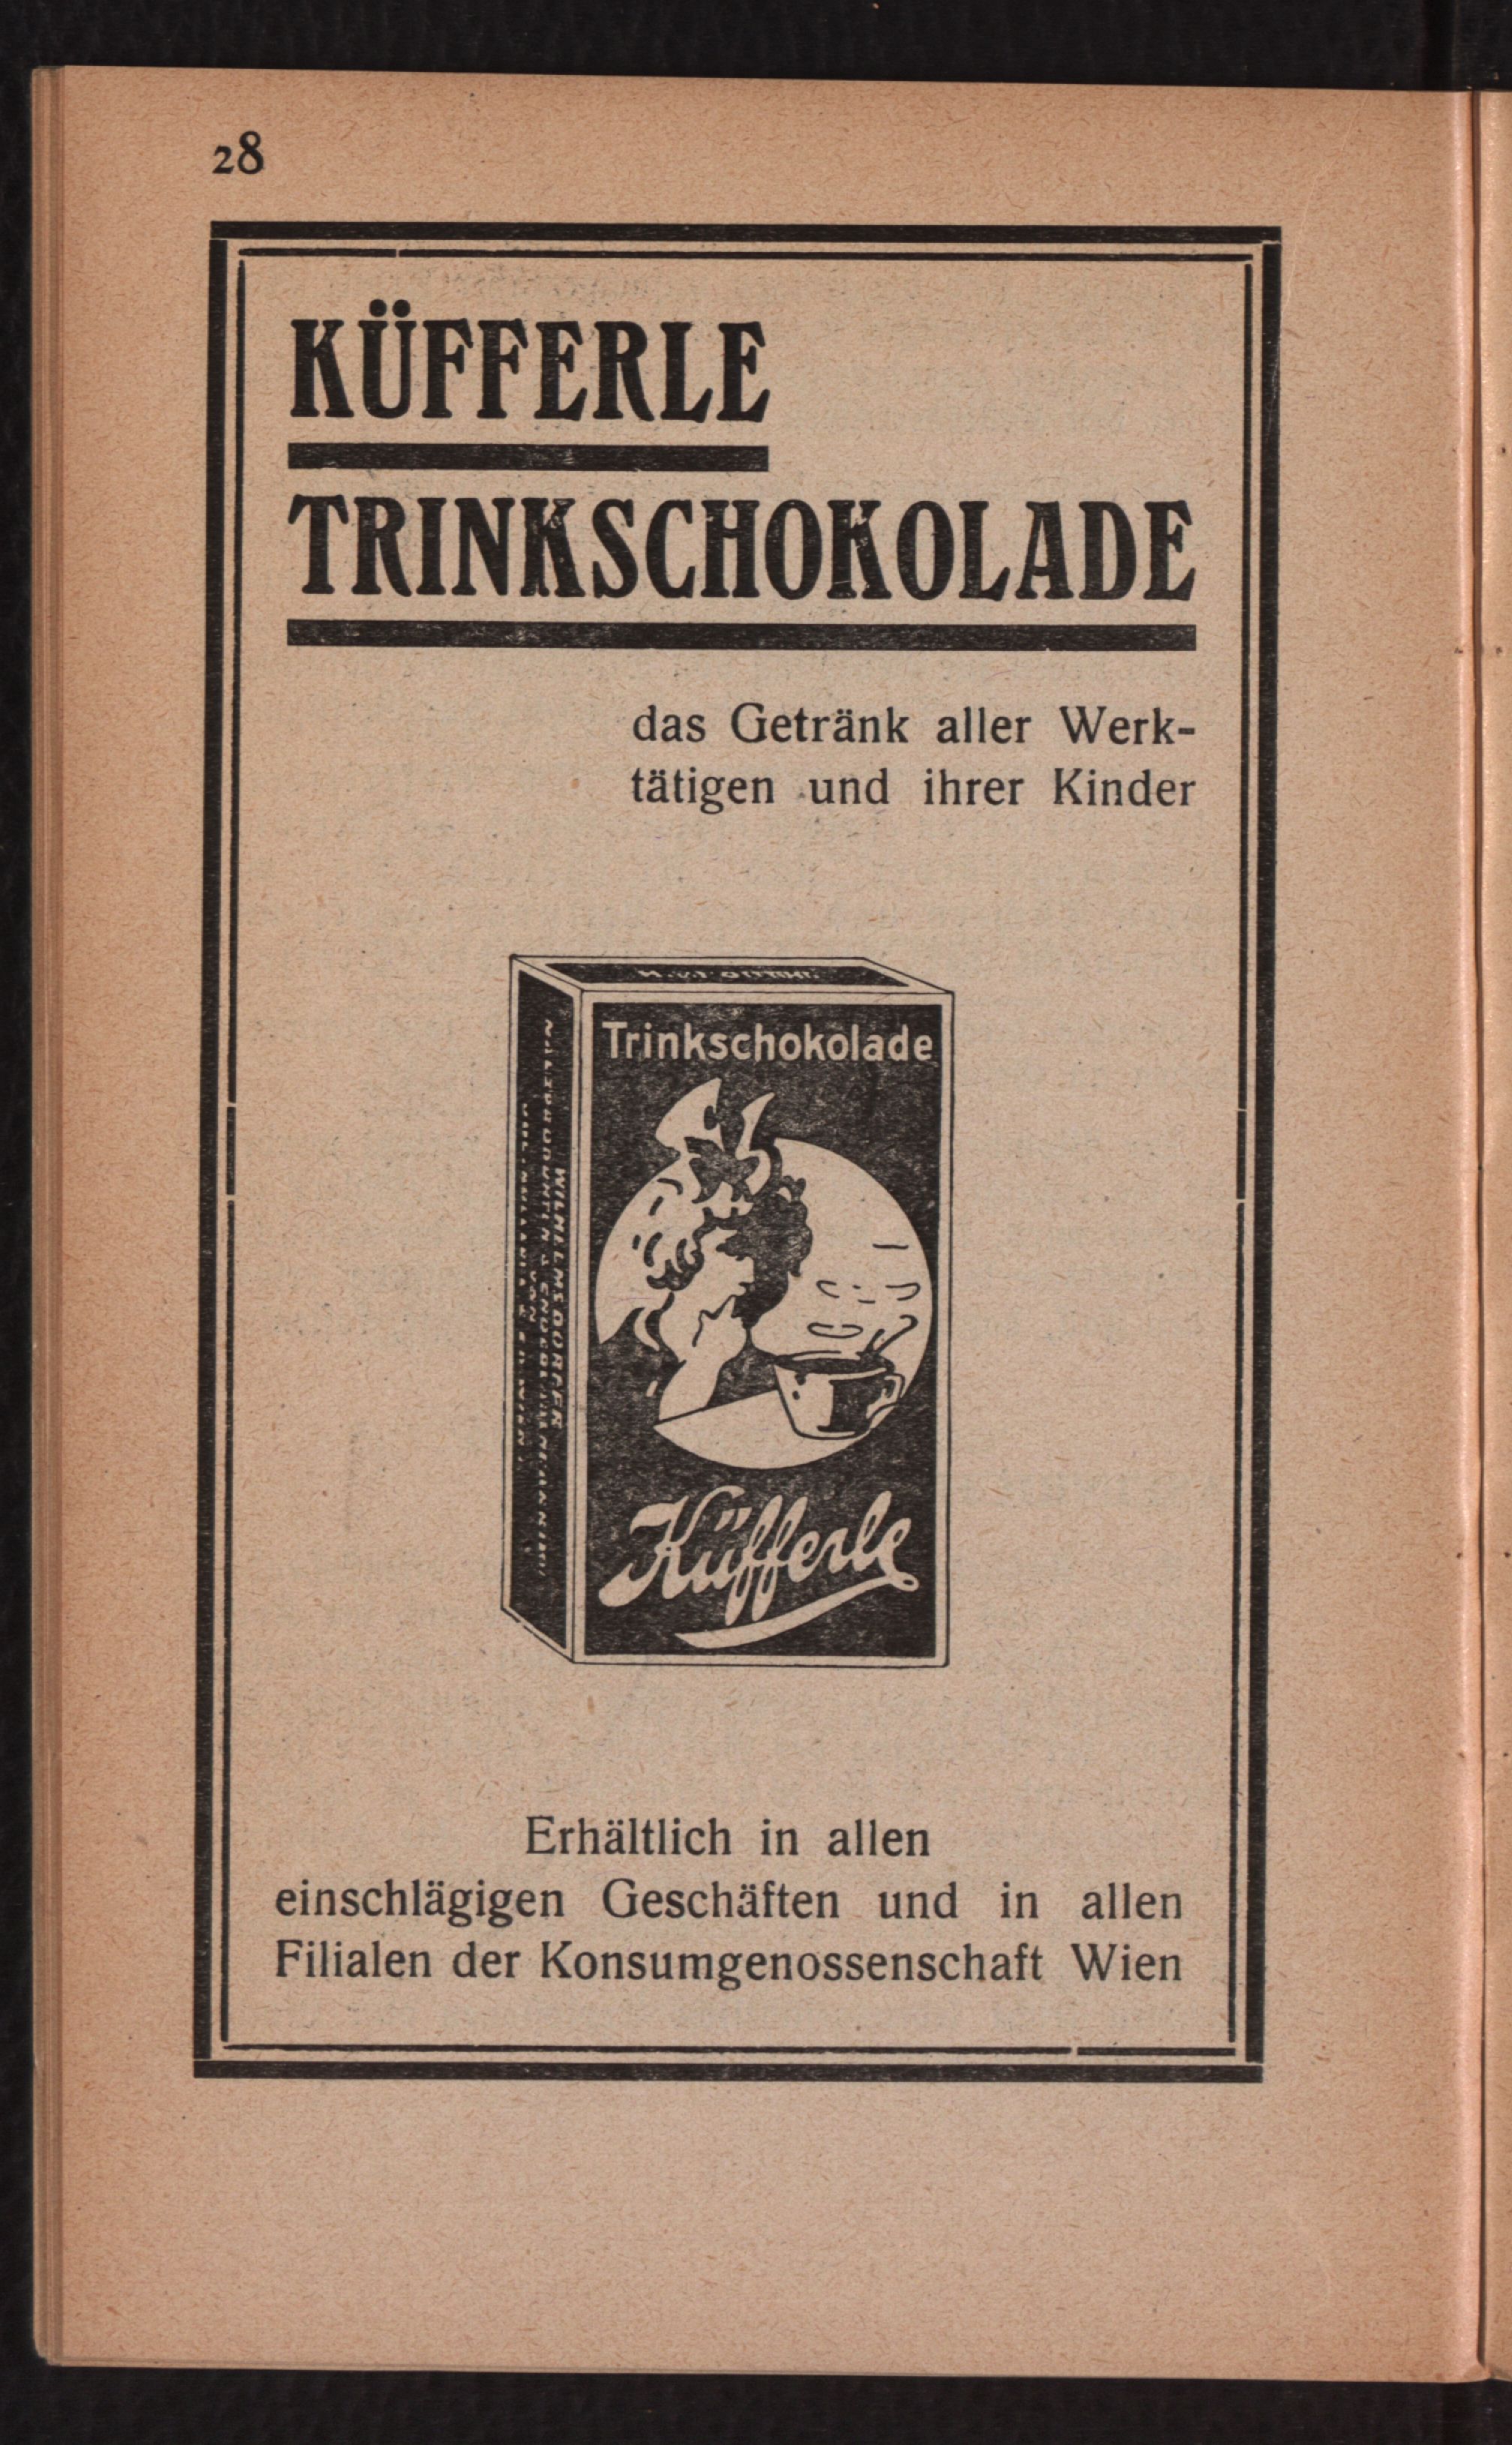 28
KÜFFERLE
TRINKSCHOKOLADE
das Getränk aller Werk-
tätigen und ihrer Kinder
Trinkschokolade
Küfferle
Erhältlich in allen
einschlägigen Geschäften und in allen
Filialen der Konsumgenossenschaft Wien